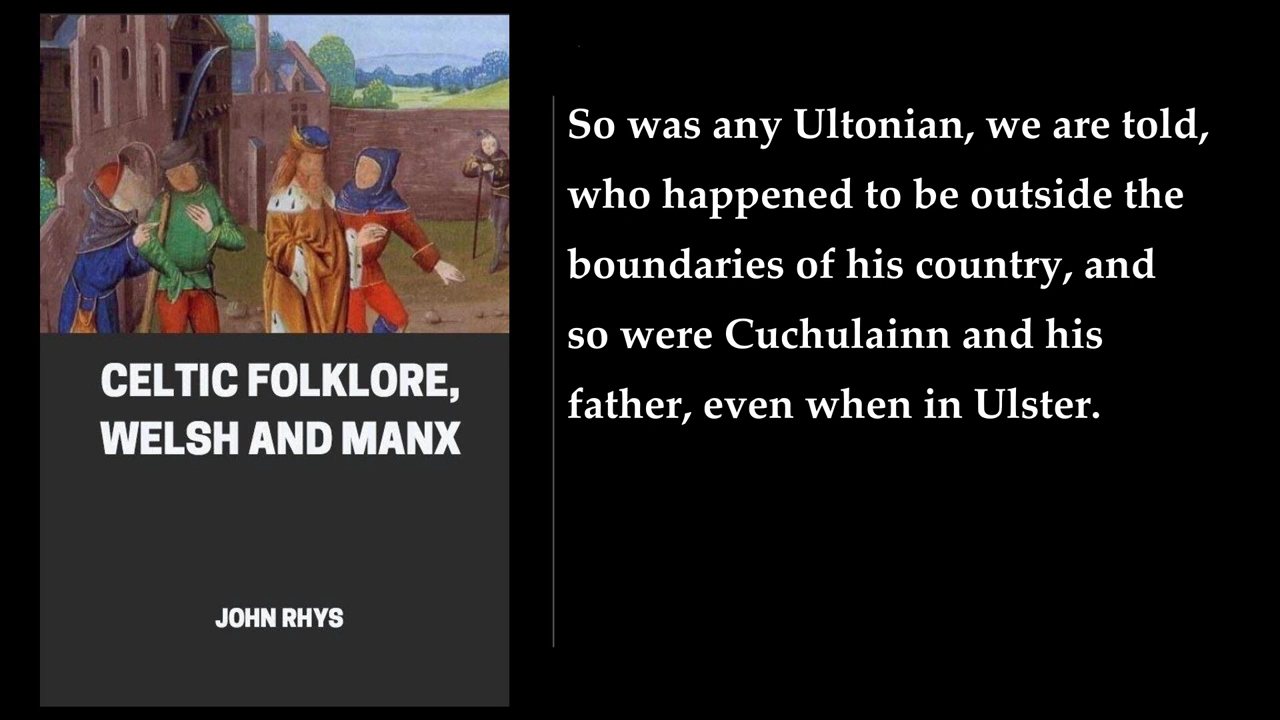 CELTIC FOLKLORE,
WELSH AND MANX
JOHN RHYS
So was any Ultonian, we are told,
who happened to be outside the
boundaries of his country, and
so were Cuchulainn and his
father, even when in Ulster.